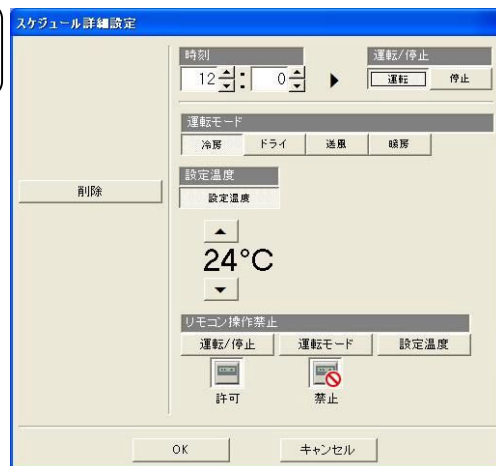 スケジュール詳細設定
時刻
運転/停止
12 : 0
運転 停止
運転モード
冷房 ドライ 送風 暖房
設定温度
削除
設定温度
24°C
リモコン操作禁止
運転/停止 運転モード 設定温度
許可 禁止
OK キャンセル